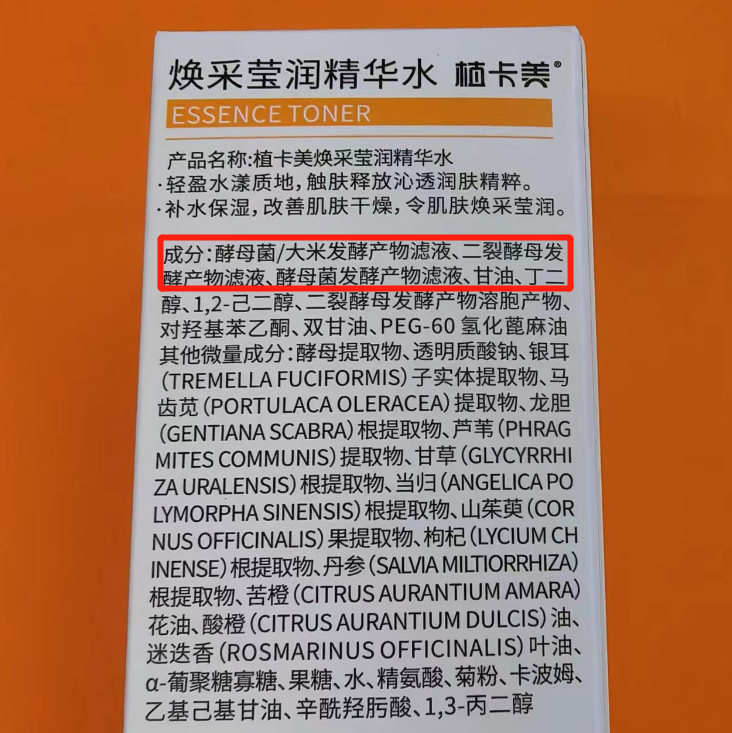 焕采莹润精华水 植卡美®
ESSENCE TONER
产品名称:植卡美焕采莹润精华水
·轻盈水漾质地,触肤释放沁透润肤精粹。
·补水保湿,改善肌肤干燥,令肌肤焕采莹润。
成分:酵母菌/大米发酵产物滤液、二裂酵母发
酵产物滤液、酵母菌发酵产物滤液、甘油、丁二
醇、1,2-己二醇、二裂酵母发酵产物溶胞产物、
对羟基苯乙酮、双甘油、PEG-60氢化蓖麻油
其他微量成分:酵母提取物、透明质酸钠、银耳
(TREMELLA FUCIFORMIS)子实体提取物、马
齿苋(PORTULACA OLERACEA)提取物、龙胆
(GENTIANA SCABRA)根提取物、芦苇(PHRAG
MITES COMMUNIS)提取物、甘草(GLYCYRRHI
ZA URALENSIS)根提取物、当归(ANGELICA PO
LYMORPHA SINENSIS)根提取物、山茱萸(COR
NUS OFFICINALIS)果提取物、枸杞(LYCIUM CH
INENSE)根提取物、丹参(SALVIA MILTIORRHIZA)
根提取物、苦橙(CITRUS AURANTIUM AMARA)
花油、酸橙(CITRUS AURANTIUM DULCIS)油、
迷迭香(ROSMARINUS OFFICINALIS)叶油、
α-葡聚糖寡糖、果糖、水、精氨酸、菊粉、卡波姆、
乙基己基甘油、辛酰羟肟酸、1,3-丙二醇